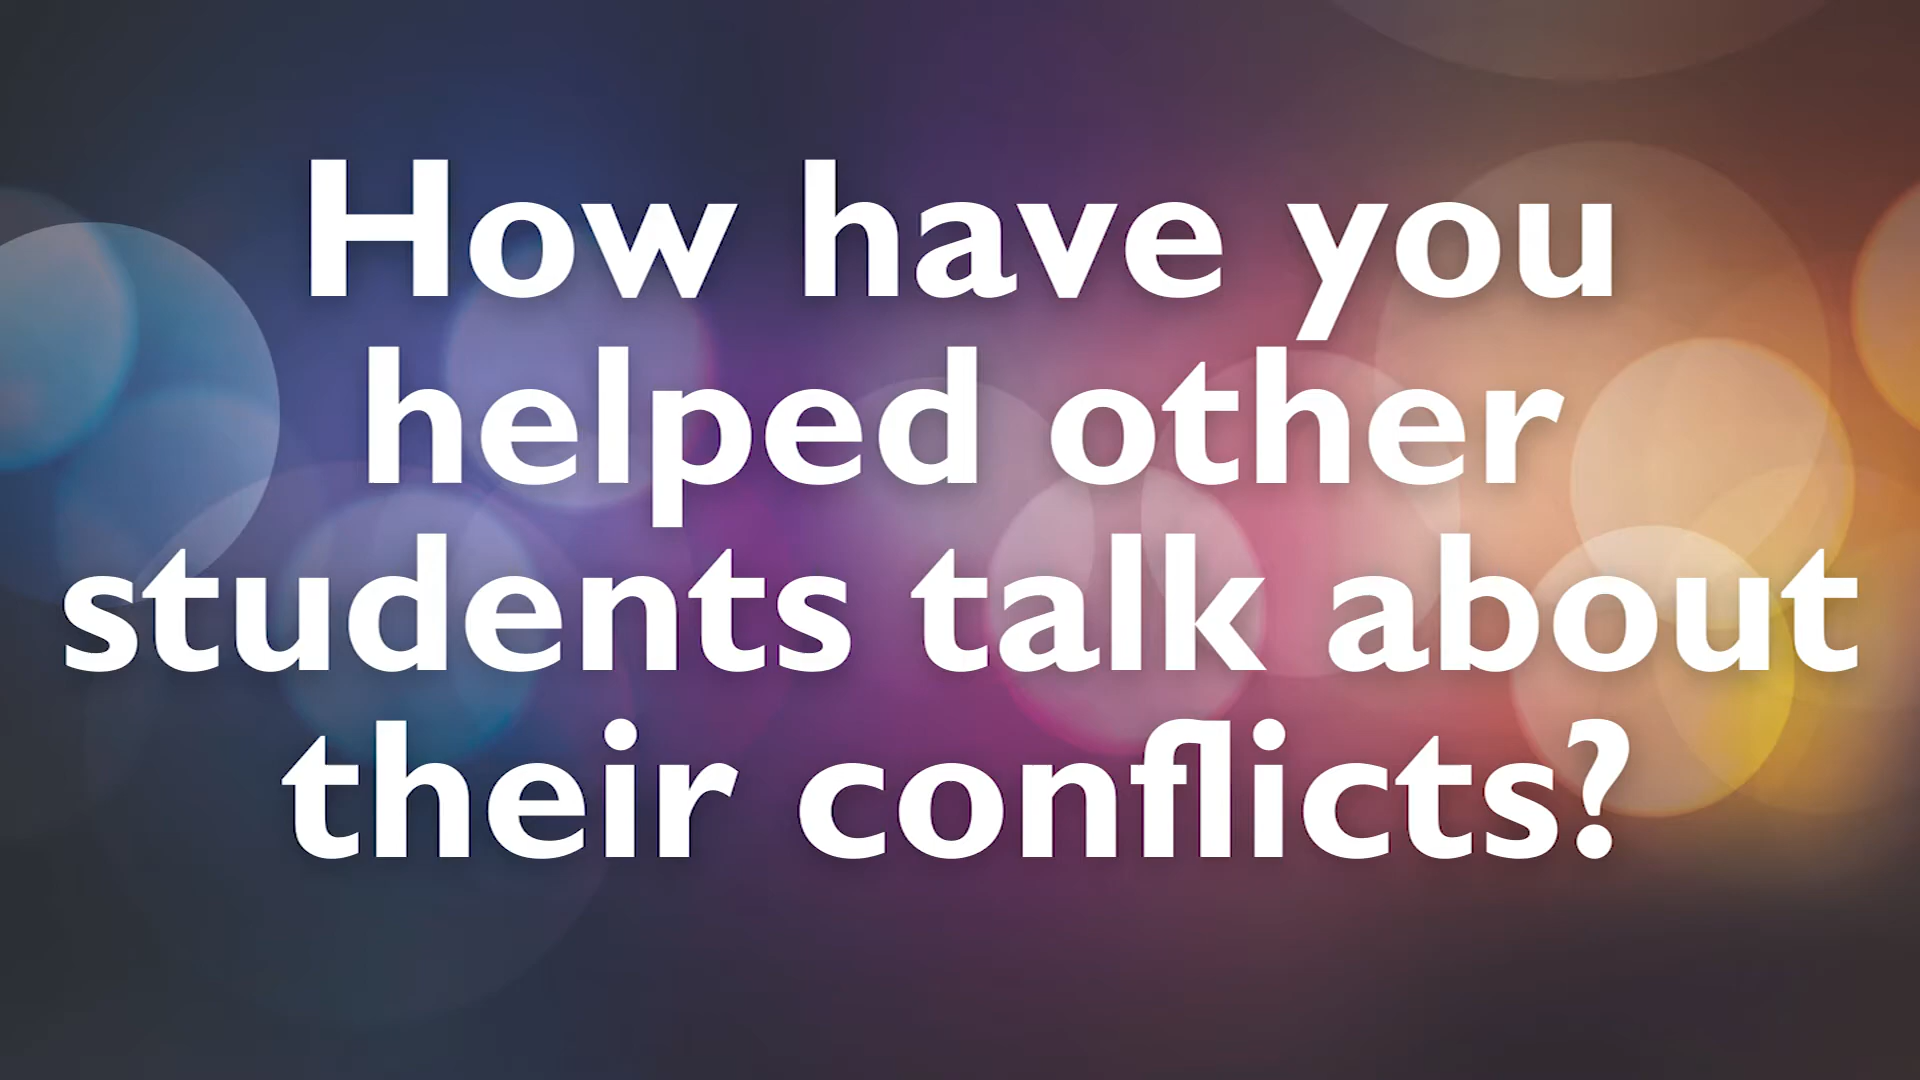 How have you
helped other
students talk about
their conflicts?